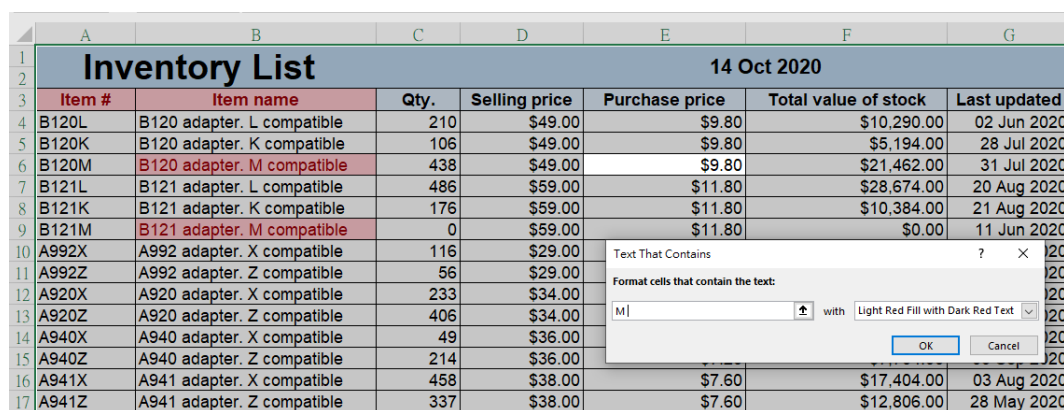 A B C D E F G
1 Inventory List 14 Oct 2020
2
3 Item # Item name Qty. Selling price Purchase price Total value of stock Last updated
4 B120L B120 adapter. L compatible 210 $49.00 $9.80 $10,290.00 02 Jun 2020
5 B120K B120 adapter. K compatible 106 $49.00 $9.80 $5,194.00 28 Jul 2020
6 B120M B120 adapter. M compatible 438 $49.00 $9.80 $21,462.00 31 Jul 2020
7 B121L B121 adapter. L compatible 486 $59.00 $11.80 $28,674.00 20 Aug 2020
8 B121K B121 adapter. K compatible 176 $59.00 $11.80 $10,384.00 21 Aug 2020
9 B121M B121 adapter. M compatible 0 $59.00 $11.80 $0.00 11 Jun 2020
10 A992X A992 adapter. X compatible 116 $29.00
11 A992Z A992 adapter. Z compatible 56 $29.00
12 A920X A920 adapter. X compatible 233 $34.00
13 A920Z A920 adapter. Z compatible 406 $34.00
14 A940X A940 adapter. X compatible 49 $36.00
15 A940Z A940 adapter. Z compatible 214 $36.00
16 A941X A941 adapter. X compatible 458 $38.00 $7.60 $17,404.00 03 Aug 2020
17 A941Z A941 adapter. Z compatible 337 $38.00 $7.60 $12,806.00 28 May 2020
Text That Contains ? ×
Format cells that contain the text:
M with Light Red Fill with Dark Red Text
OK Cancel